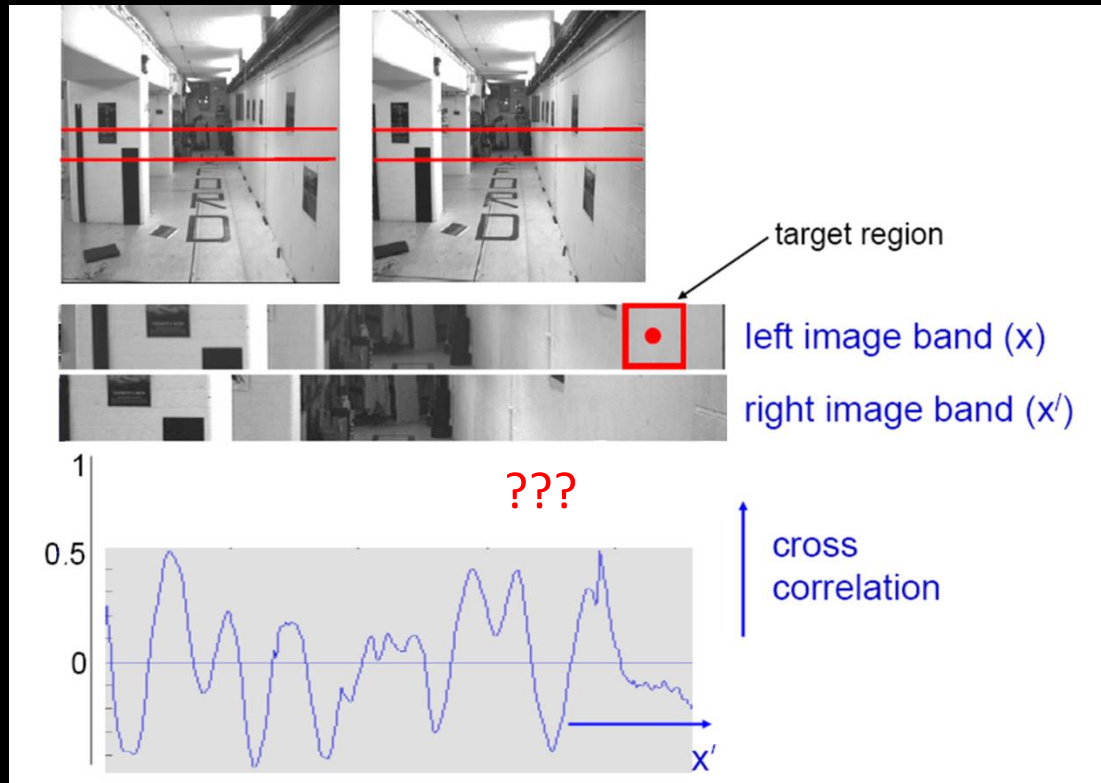 target region
left image band (x)
right image band (x′)
???
1
0.5
0
cross
correlation
x′